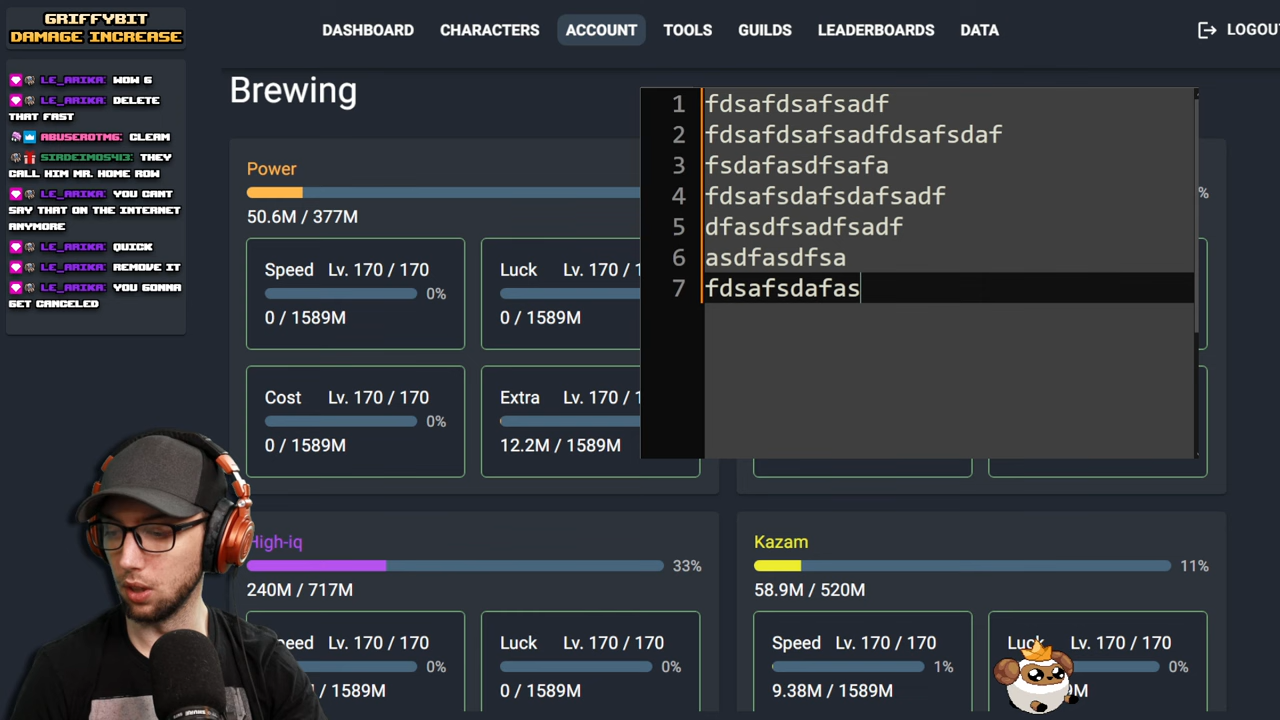 GRIFFYBIT
DAMAGE INCREASE
DASHBOARD CHARACTERS ACCOUNT TOOLS GUILDS LEADERBOARDS DATA LOGOU
LE_ARIKA: WOW 6
LE_ARIKA: DELETE
THAT FAST
ABUSEROTMG: CLEAM
SIRDEIMOS413: THEY
CALL HIM MR. HOME ROW
LE_ARIKA: YOU CANT
SAY THAT ON THE INTERNET
ANYMORE
LE_ARIKA: QUICK
LE_ARIKA: REMOVE IT
LE_ARIKA: YOU GONNA
GET CANCELED
Brewing
Power
50.6M / 377M
Speed Lv. 170 / 170
0%
0 / 1589M
Luck Lv. 170 / 1
0 / 1589M
Cost Lv. 170 / 170
0%
0 / 1589M
Extra Lv. 170 / 1
12.2M / 1589M
1 fdsafdsafsadf
2 fdsafdsafsadfdsafsdaf
3 fsdafasdfsafa
4 fdsafsdafsdafsadf
5 dfasdfsadfsadf
6 asdfasdfsa
7 fdsafsdafas
%
High-iq
33%
240M / 717M
Speed Lv. 170 / 170
0%
/ 1589M
Luck Lv. 170 / 170
0%
0 / 1589M
Kazam
11%
58.9M / 520M
Speed Lv. 170 / 170
1%
9.38M / 1589M
Luck Lv. 170 / 170
0%
9M